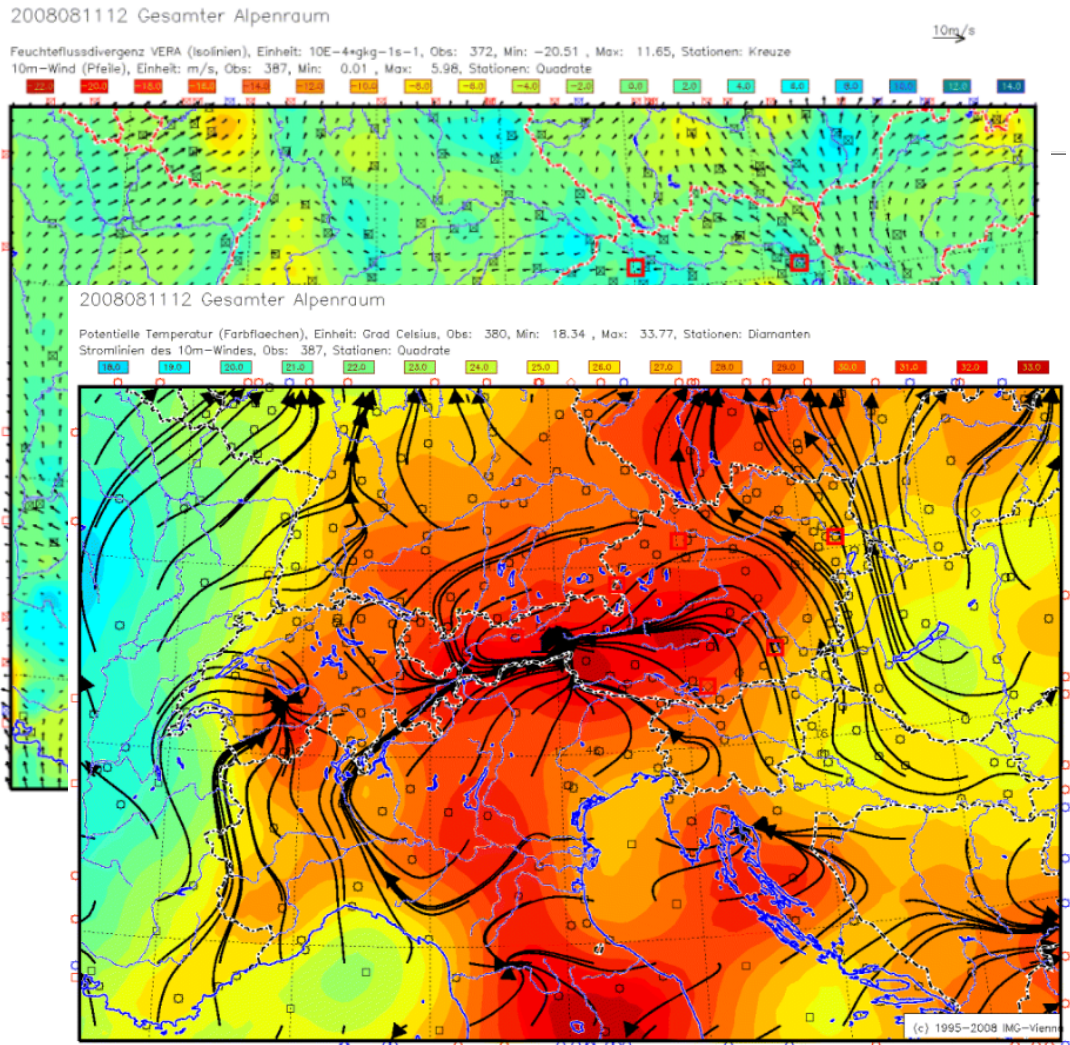 2008081112 Gesamter Alpenraum
10m/s
Feuchteflussdivergenz VERA (Isolinien), Einheit: 10E-4*gkg-1s-1, Obs: 372, Min: -20.51 , Max: 11.65, Stationen: Kreuze
10m-Wind (Pfeile), Einheit: m/s, Obs: 387, Min: 0.01 , Max: 5.98, Stationen: Quadrate
-22.0 -20.0 -18.0 -16.0 -14.0 -12.0 -10.0 -8.0 -6.0 -4.0 -2.0 0.0 2.0 4.0 6.0 8.0 10.0 12.0 14.0
2008081112 Gesamter Alpenraum
Potentielle Temperatur (Farbflaechen), Einheit: Grad Celsius, Obs: 380, Min: 18.34 , Max: 33.77, Stationen: Diamanten
Stromlinien des 10m-Windes, Obs: 387, Stationen: Quadrate
18.0 19.0 20.0 21.0 22.0 23.0 24.0 25.0 26.0 27.0 28.0 29.0 30.0 31.0 32.0 33.0
(c) 1995-2008 IMG-Vienna